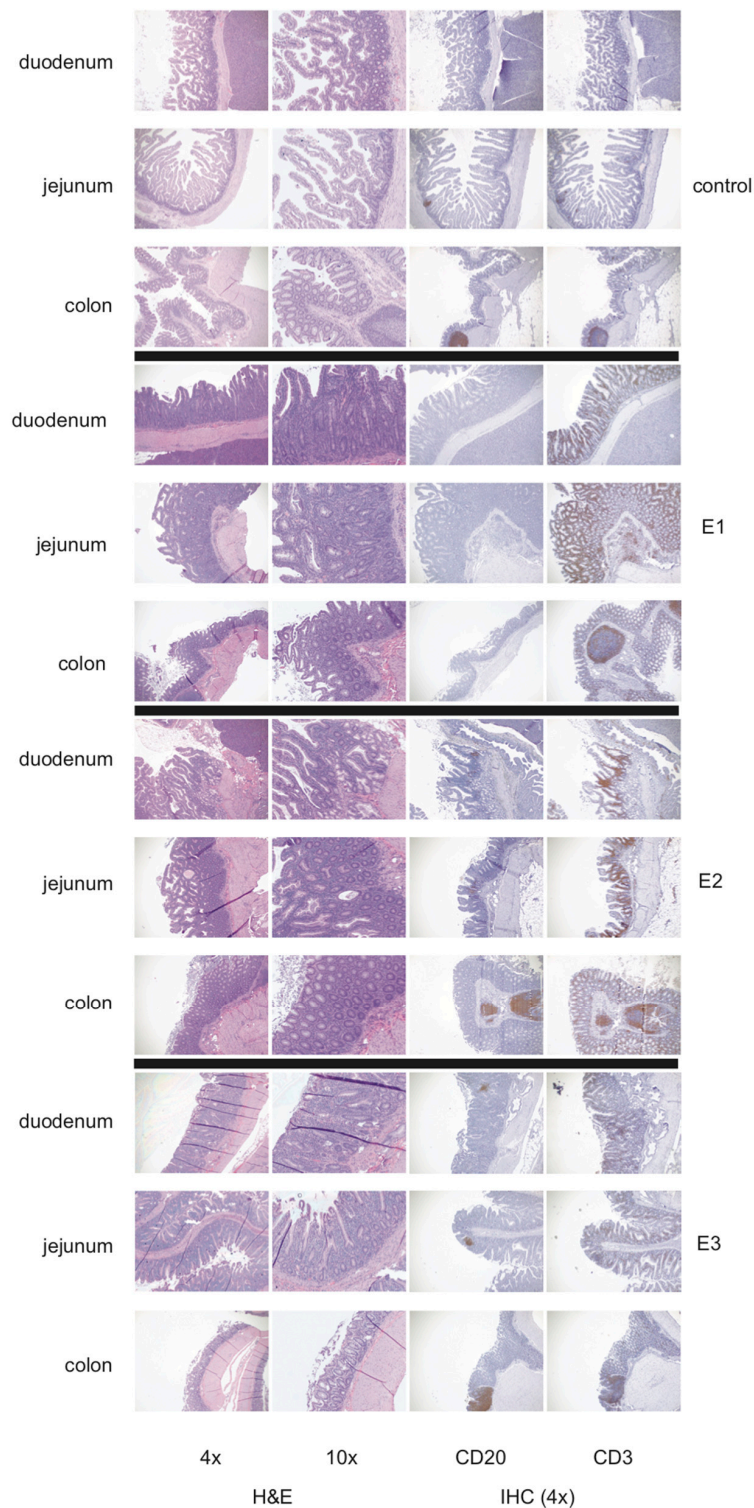 duodenum
jejunum
control
colon
duodenum
jejunum
E1
colon
duodenum
jejunum
E2
colon
duodenum
jejunum
E3
colon
4x 10x CD20 CD3
H&E IHC (4x)